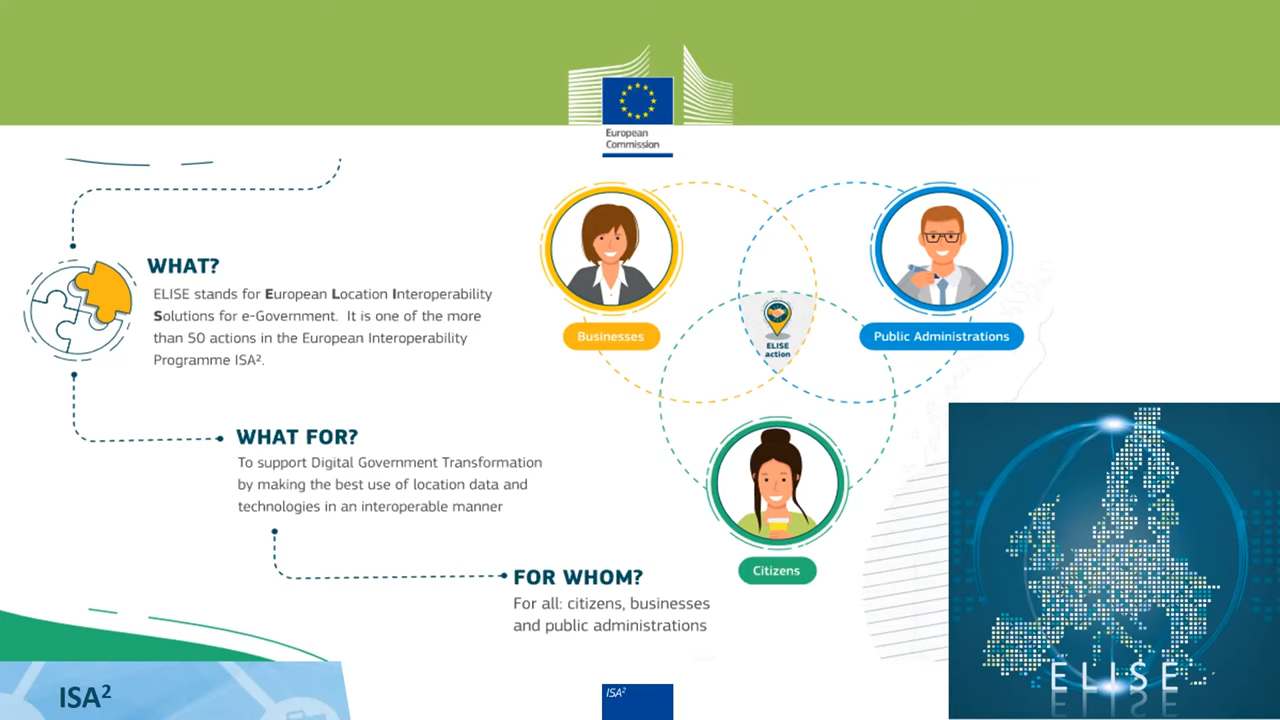 European
Commission
WHAT?
ELISE stands for European Location Interoperability
Solutions for e-Government. It is one of the more
than 50 actions in the European Interoperability
Programme ISA².
WHAT FOR?
To support Digital Government Transformation
by making the best use of location data and
technologies in an interoperable manner
FOR WHOM?
For all: citizens, businesses
and public administrations
Businesses
Public Administrations
ELISE
action
Citizens
ELISE
ISA²
ISA²